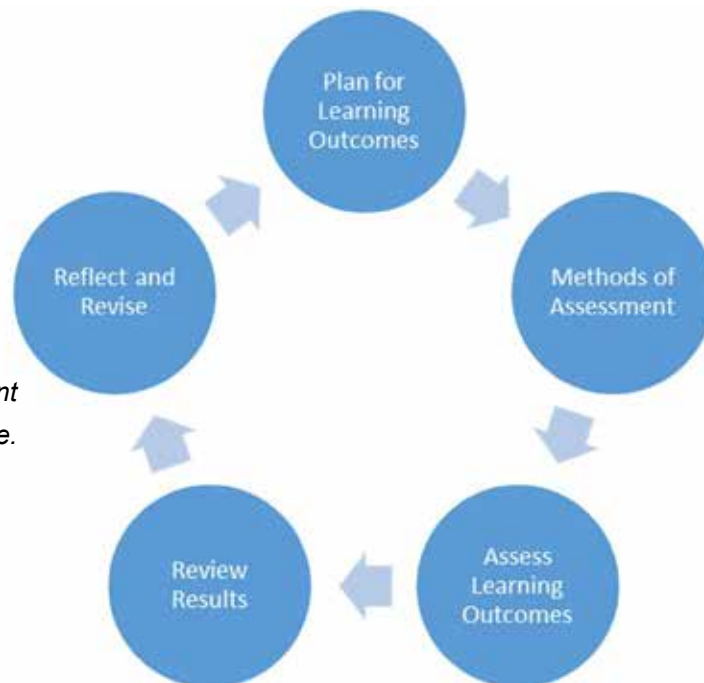 Plan for
Learning
Outcomes
Methods of
Assessment
Assess
Learning
Outcomes
Review
Results
Reflect and
Revise
nt
e.